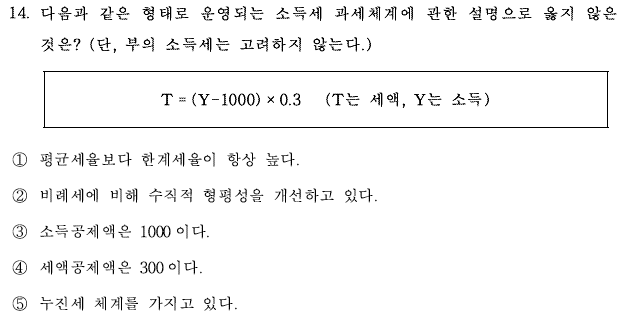 14. 다음과 같은 형태로 운영되는 소득세 과세체계에 관한 설명으로 옳지 않은
것은? (단, 부의 소득세는 고려하지 않는다.)
T = (Y-1000) × 0.3 (T는 세액, Y는 소득)
① 평균세율보다 한계세율이 항상 높다.
② 비례세에 비해 수직적 형평성을 개선하고 있다.
③ 소득공제액은 1000이다.
④ 세액공제액은 300이다.
⑤ 누진세 체계를 가지고 있다.